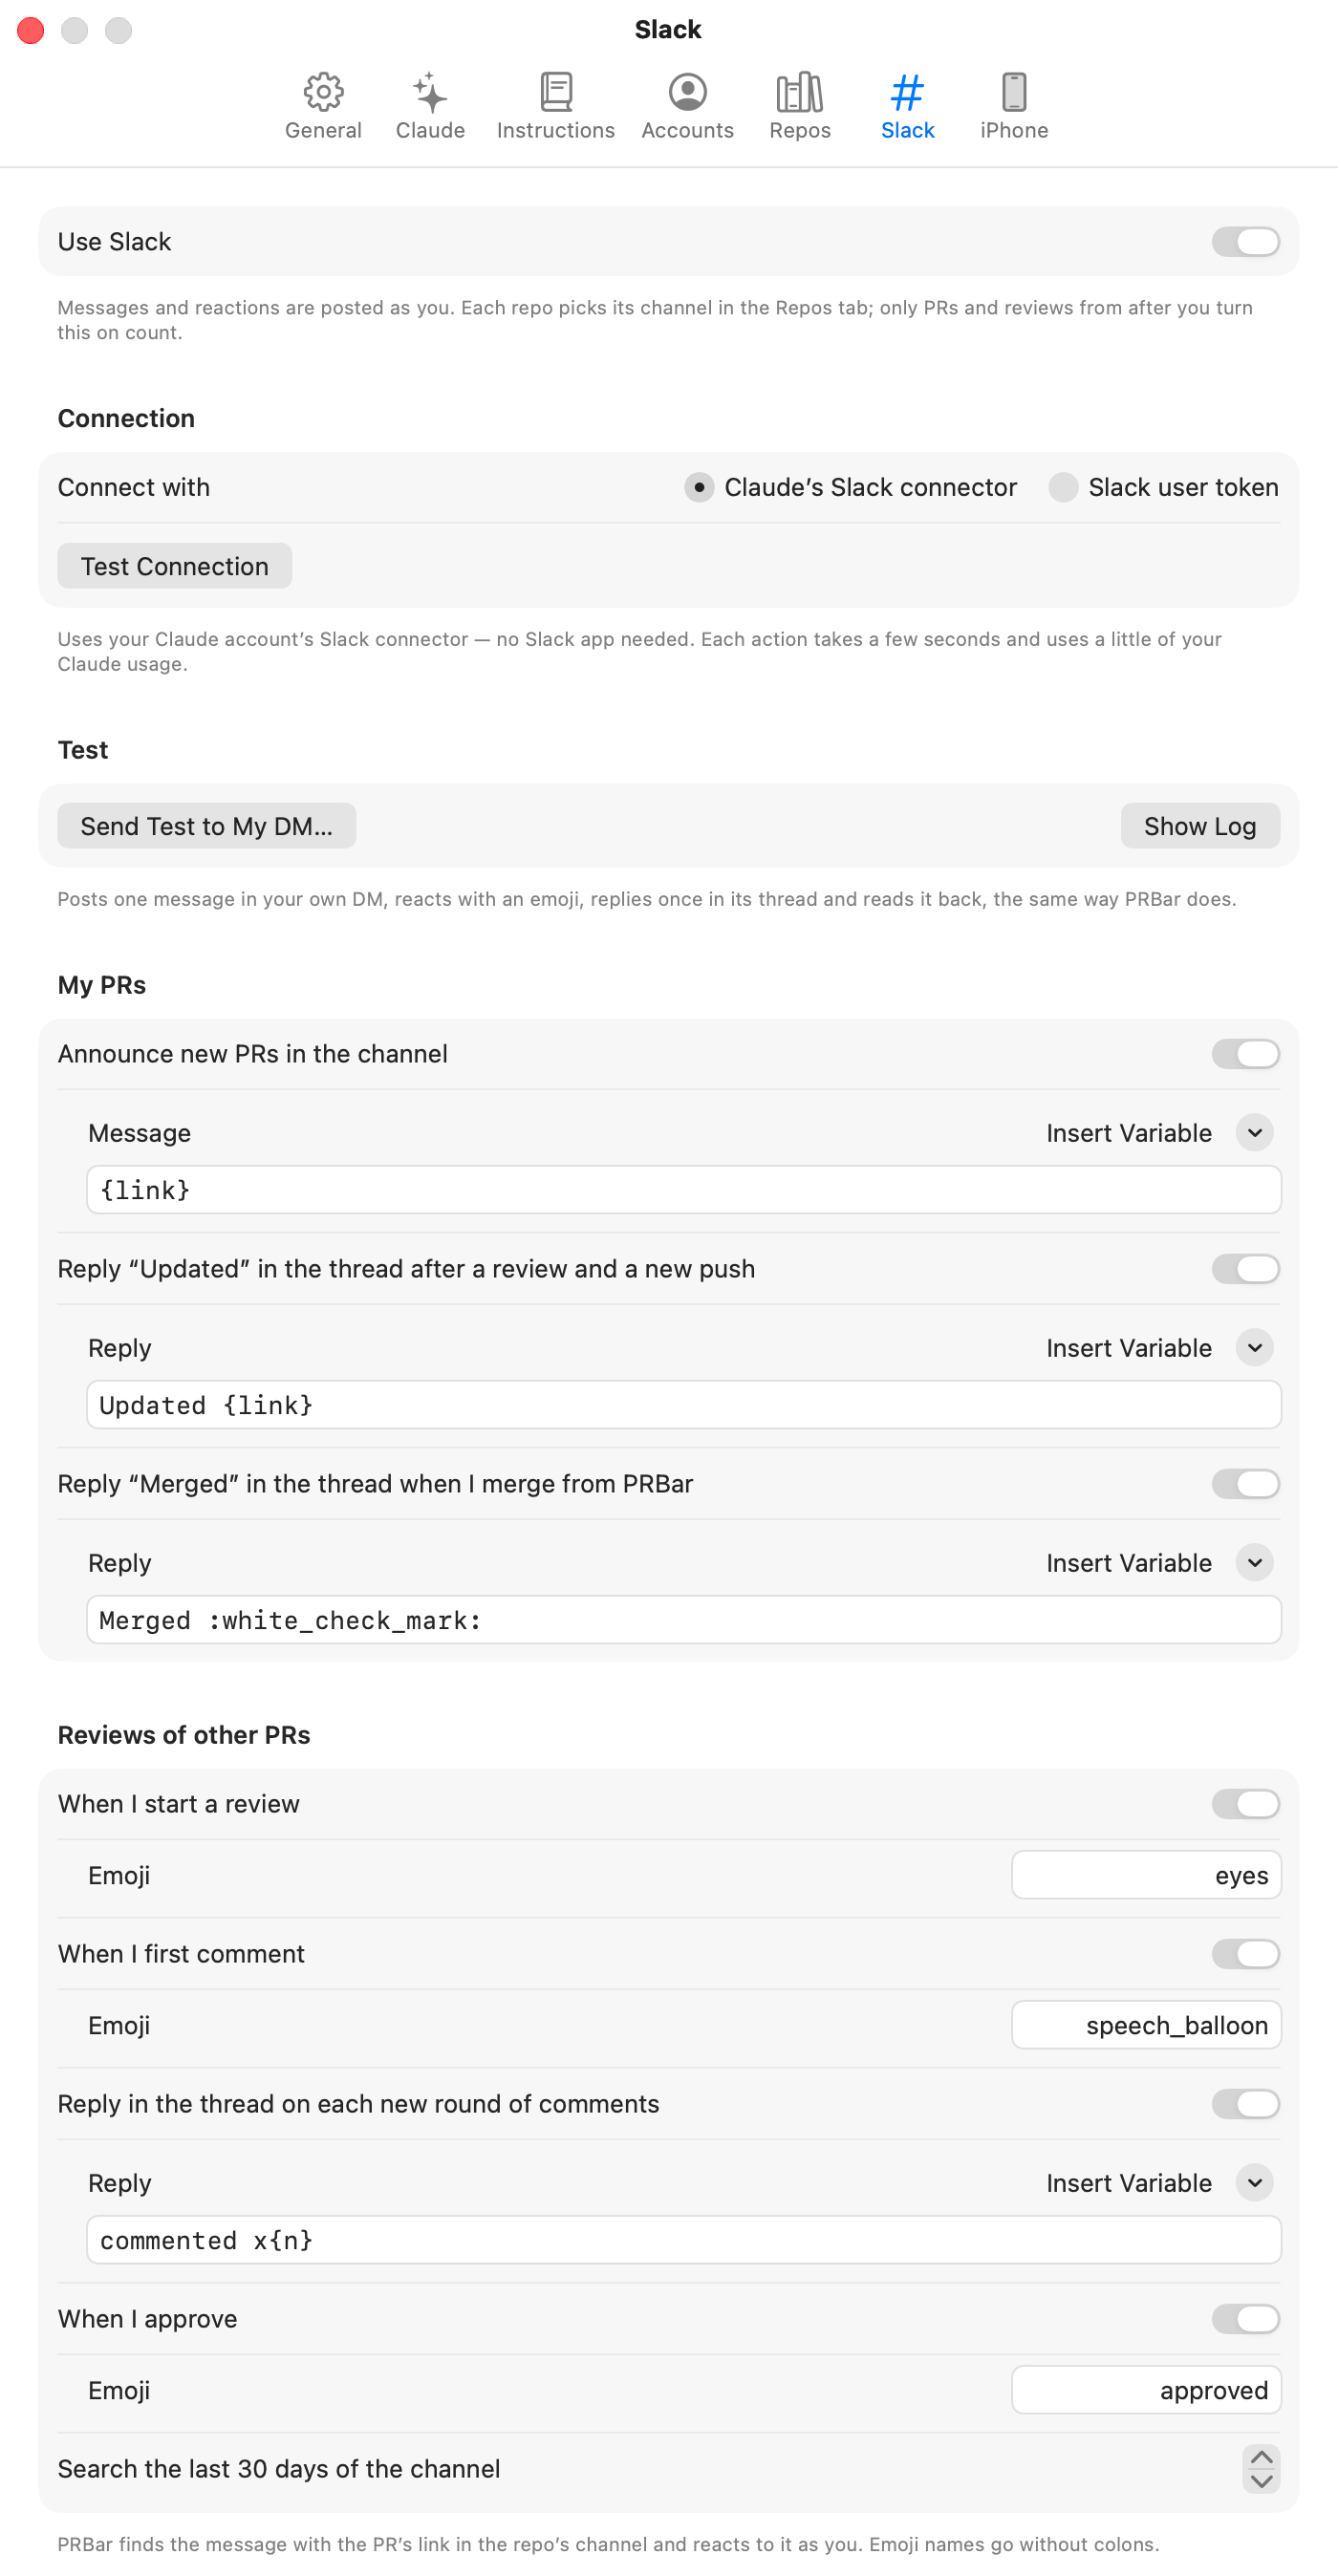 Slack
General
Claude
Instructions
Accounts
Repos
Slack
iPhone
Use Slack
Messages and reactions are posted as you. Each repo picks its channel in the Repos tab; only PRs and reviews from after you turn
this on count.
Connection
Connect with
Claude’s Slack connector
Slack user token
Test Connection
Uses your Claude account’s Slack connector — no Slack app needed. Each action takes a few seconds and uses a little of your
Claude usage.
Test
Send Test to My DM...
Show Log
Posts one message in your own DM, reacts with an emoji, replies once in its thread and reads it back, the same way PRBar does.
My PRs
Announce new PRs in the channel
Message
Insert Variable
{link}
Reply “Updated” in the thread after a review and a new push
Reply
Insert Variable
Updated {link}
Reply “Merged” in the thread when I merge from PRBar
Reply
Insert Variable
Merged :white_check_mark:
Reviews of other PRs
When I start a review
Emoji
eyes
When I first comment
Emoji
speech_balloon
Reply in the thread on each new round of comments
Reply
Insert Variable
commented x{n}
When I approve
Emoji
approved
Search the last 30 days of the channel
PRBar finds the message with the PR’s link in the repo’s channel and reacts to it as you. Emoji names go without colons.